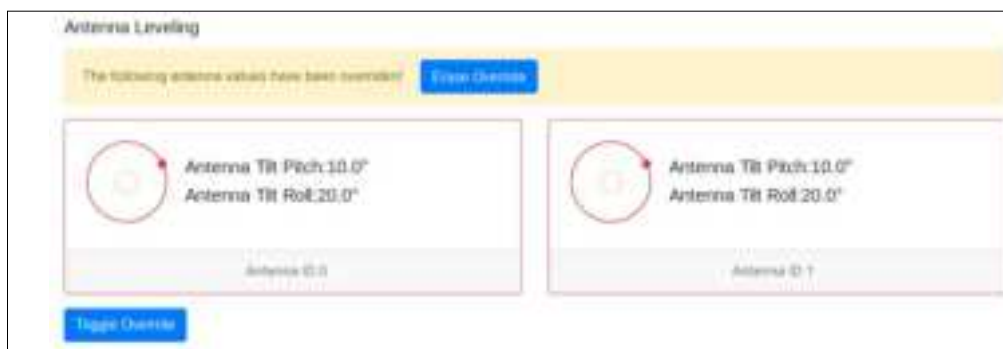 Antenna Leveling
The following antenna values have been overriden! Erase Override
Antenna Tilt Pitch:10.0°
Antenna Tilt Roll:20.0°
Antenna ID:0
Antenna Tilt Pitch:10.0°
Antenna Tilt Roll:20.0°
Antenna ID:1
Toggle Override